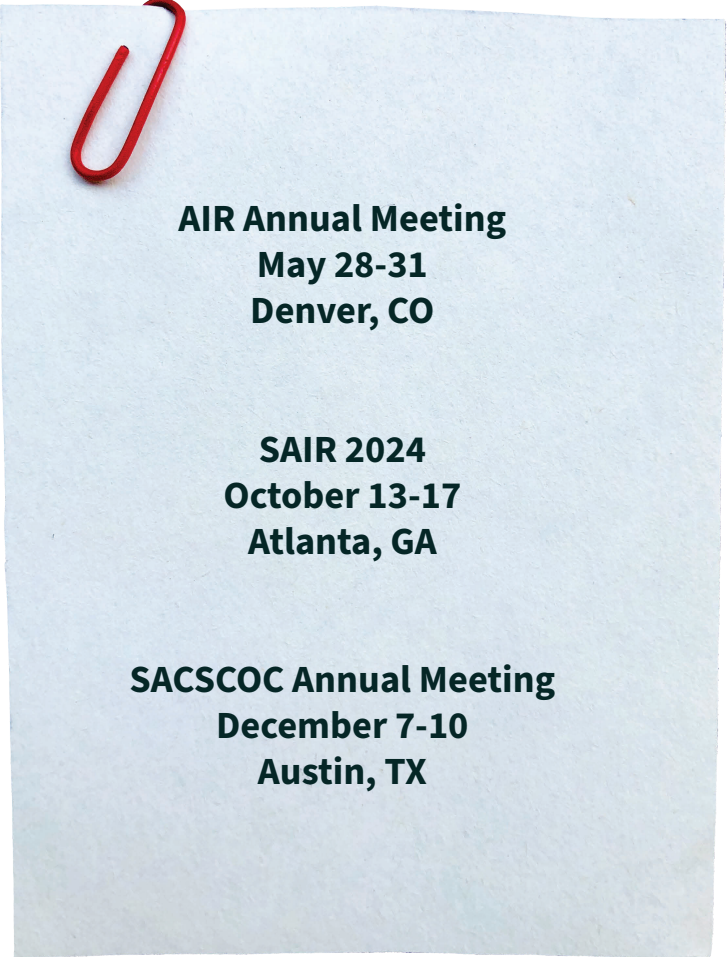 AIR Annual Meeting
May 28-31
Denver, CO
SAIR 2024
October 13-17
Atlanta, GA
SACSCOC Annual Meeting
December 7-10
Austin, TX